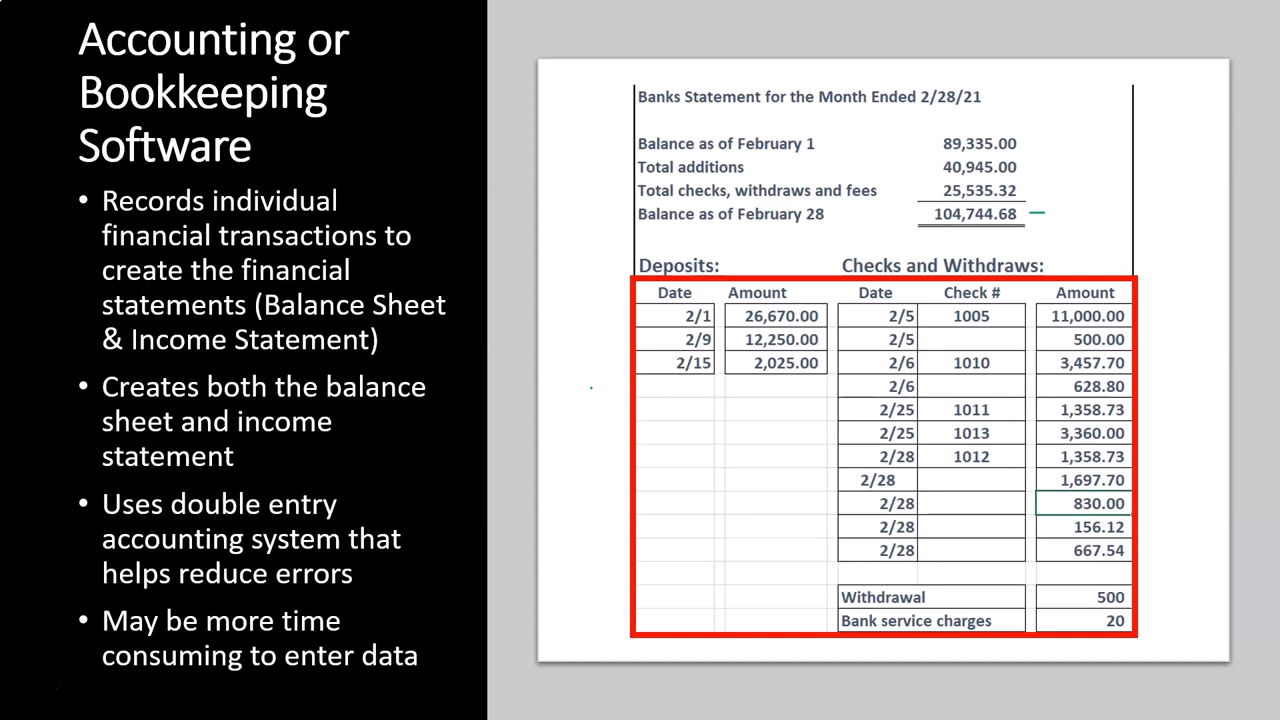 Accounting or
Bookkeeping
Software
• Records individual
financial transactions to
create the financial
statements (Balance Sheet
& Income Statement)
• Creates both the balance
sheet and income
statement
• Uses double entry
accounting system that
helps reduce errors
• May be more time
consuming to enter data
Banks Statement for the Month Ended 2/28/21
Balance as of February 1 89,335.00
Total additions 40,945.00
Total checks, withdraws and fees 25,535.32
Balance as of February 28 104,744.68
Deposits: Checks and Withdraws:
Date Amount Date Check # Amount
2/1 26,670.00 2/5 1005 11,000.00
2/9 12,250.00 2/5 500.00
2/15 2,025.00 2/6 1010 3,457.70
2/6 628.80
2/25 1011 1,358.73
2/25 1013 3,360.00
2/28 1012 1,358.73
2/28 1,697.70
2/28 830.00
2/28 156.12
2/28 667.54
Withdrawal 500
Bank service charges 20